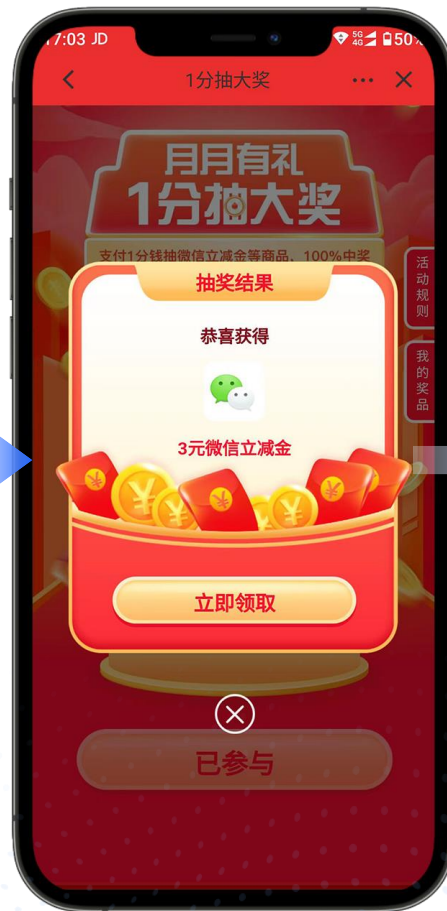 17:03 JD
5G
4G
50%
1分抽大奖
月月有礼
1分抽大奖
支付1分钱抽微信立减金等商品，100%中奖
活动规则
抽奖结果
恭喜获得
我的奖品
3元微信立减金
立即领取
已参与